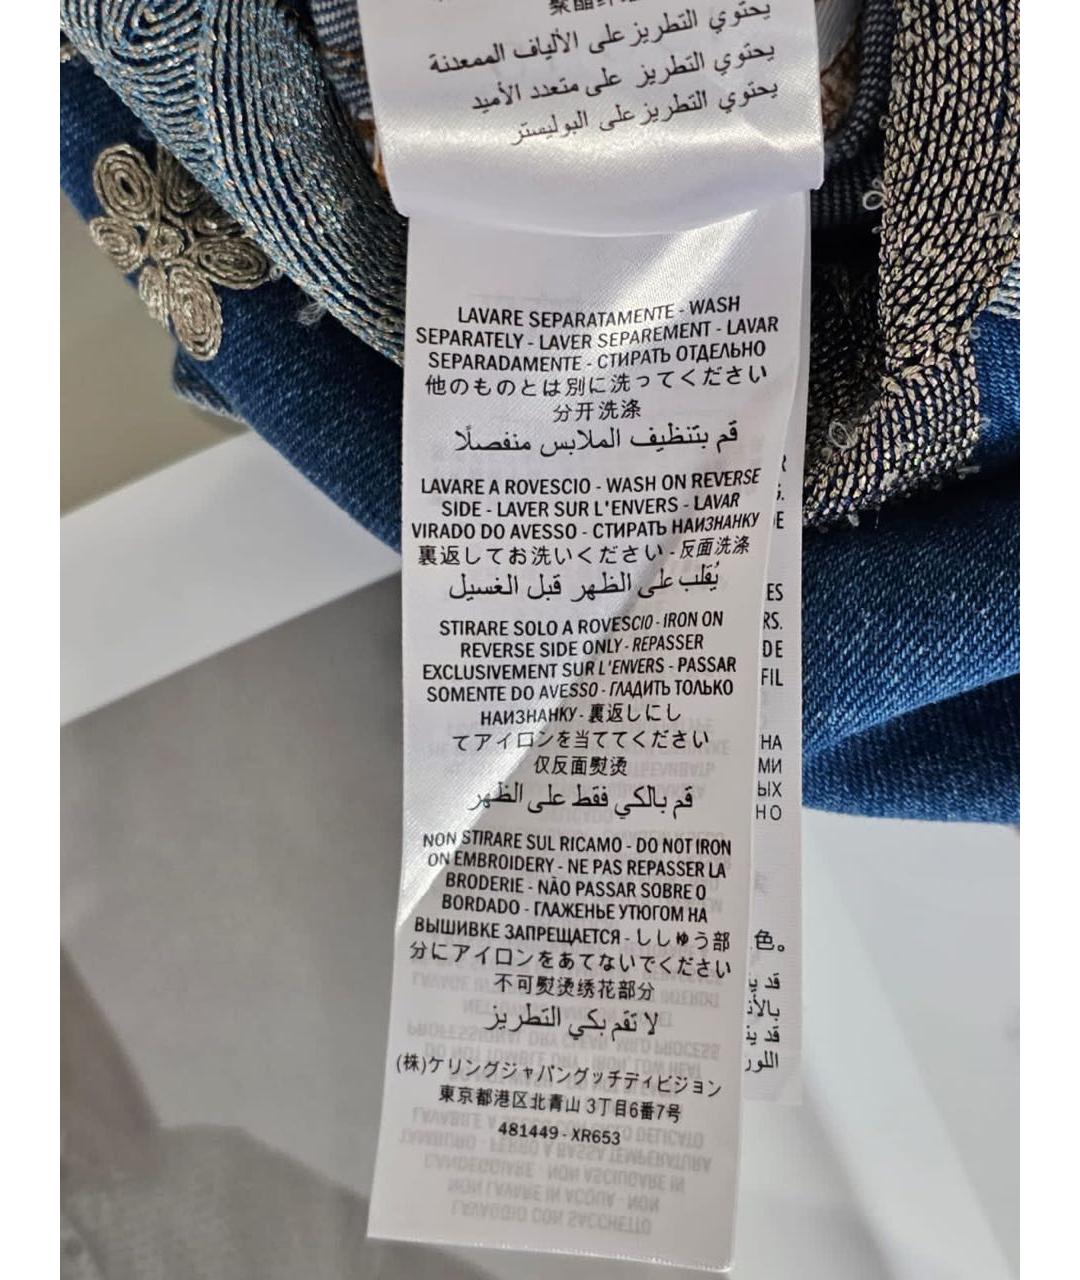 يحتوي التطريز على الألياف الممعدنة
يحتوي التطريز على متعدد الأميد
يحتوي التطريز على البوليستر
LAVARE SEPARATAMENTE - WASH
SEPARATELY - LAVER SEPAREMENT - LAVAR
SEPARADAMENTE - СТИРАТЬ ОТДЕЛЬНО
他のものとは別に洗ってください
分开洗涤
قم بتنظيف الملابس منفصلًا
LAVARE A ROVESCIO - WASH ON REVERSE
SIDE - LAVER SUR L'ENVERS - LAVAR
VIRADO DO AVESSO - СТИРАТЬ НАИЗНАНКУ
裏返してお洗いください - 反面洗涤
يُقلب على الظهر قبل الغسيل
STIRARE SOLO A ROVESCIO - IRON ON
REVERSE SIDE ONLY - REPASSER
EXCLUSIVEMENT SUR L'ENVERS - PASSAR
SOMENTE DO AVESSO - ГЛАДИТЬ ТОЛЬКО
НАИЗНАНКУ - 裏返しにし
てアイロンを当ててください
仅反面熨烫
قم بالكي فقط على الظهر
NON STIRARE SUL RICAMO - DO NOT IRON
ON EMBROIDERY - NE PAS REPASSER LA
BRODERIE - NÃO PASSAR SOBRE O
BORDADO - ГЛАЖЕНЬЕ УТЮГОМ НА
ВЫШИВКЕ ЗАПРЕЩАЕТСЯ - ししゅう部
分にアイロンをあてないでください
不可熨烫绣花部分
لا تقم بكي التطريز
(株)ケリングジャパングッチディビジョン
東京都港区北青山 3丁目6番7号
481449 - XR653